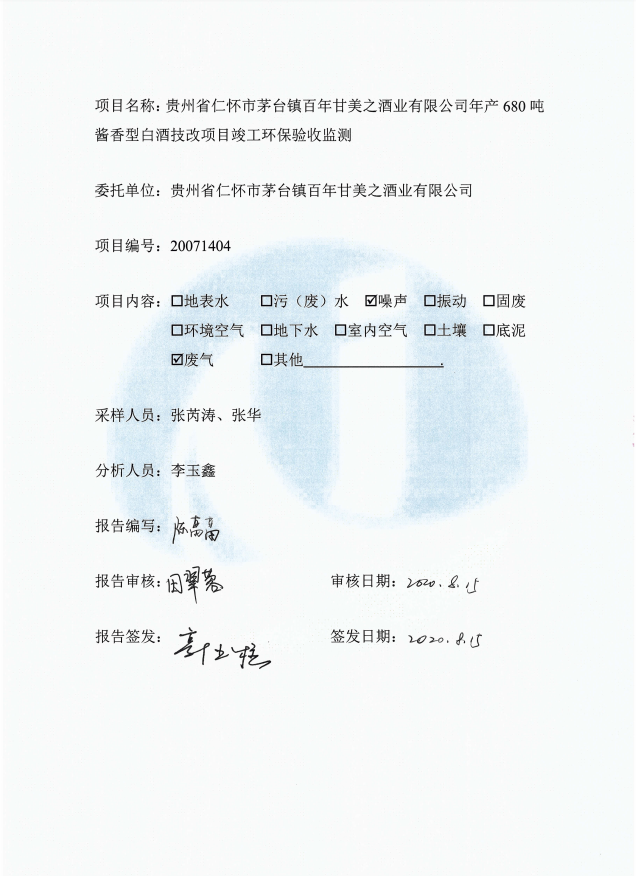 项目名称：贵州省仁怀市茅台镇百年甘美之酒业有限公司年产 680 吨
酱香型白酒技改项目竣工环保验收监测
委托单位：贵州省仁怀市茅台镇百年甘美之酒业有限公司
项目编号：20071404
项目内容：☐地表水 ☐污（废）水 ☑噪声 ☐振动 ☐固废
☐环境空气 ☐地下水 ☐室内空气 ☐土壤 ☐底泥
☑废气 ☐其他
采样人员：张芮涛、张华
分析人员：李玉鑫
报告编写：
报告审核： 审核日期：2020.8.15
报告签发： 签发日期：2020.8.15